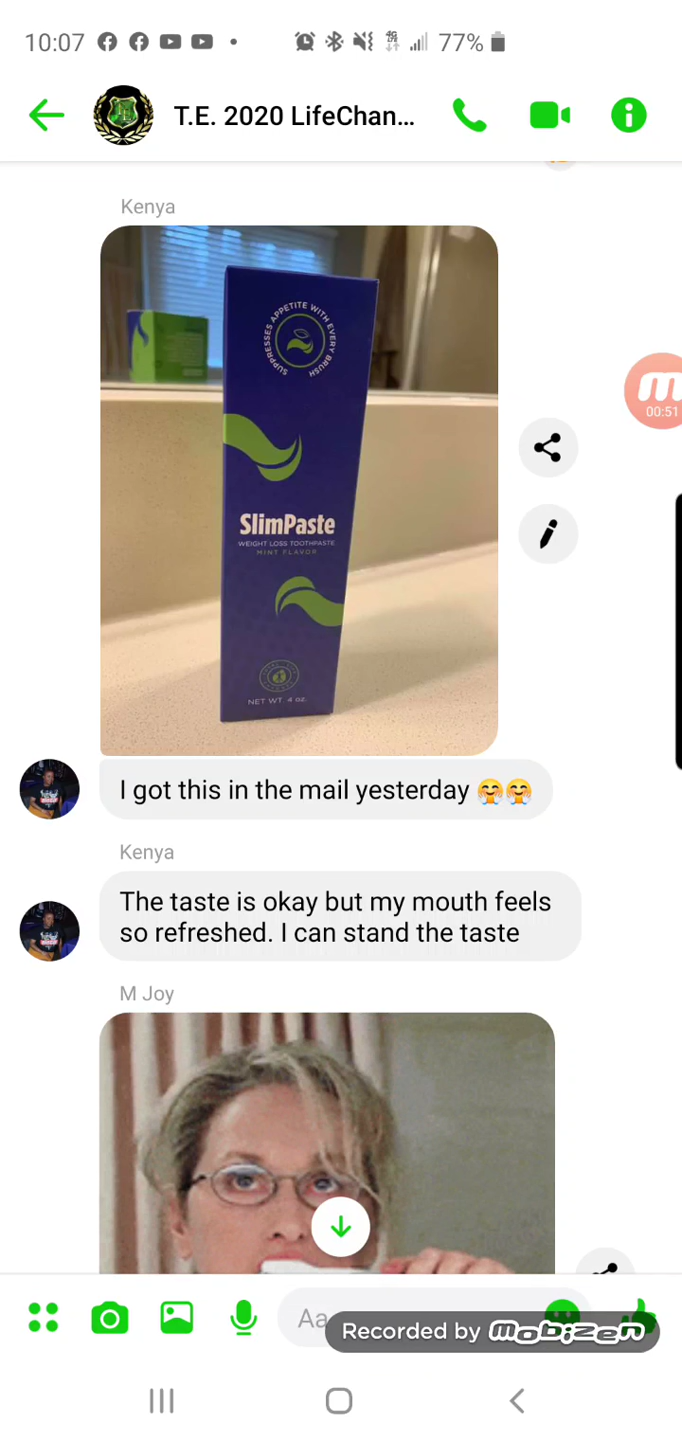 10:07
77%
T.E. 2020 LifeChan...
Kenya
SUPPRESSES APPETITE WITH EVERY BRUSH
00:51
SlimPaste
WEIGHT LOSS TOOTHPASTE
MINT FLAVOR
NET WT. 4 oz.
I got this in the mail yesterday 🤗🤗
Kenya
The taste is okay but my mouth feels
so refreshed. I can stand the taste
M Joy
Aa
Recorded by mobizen